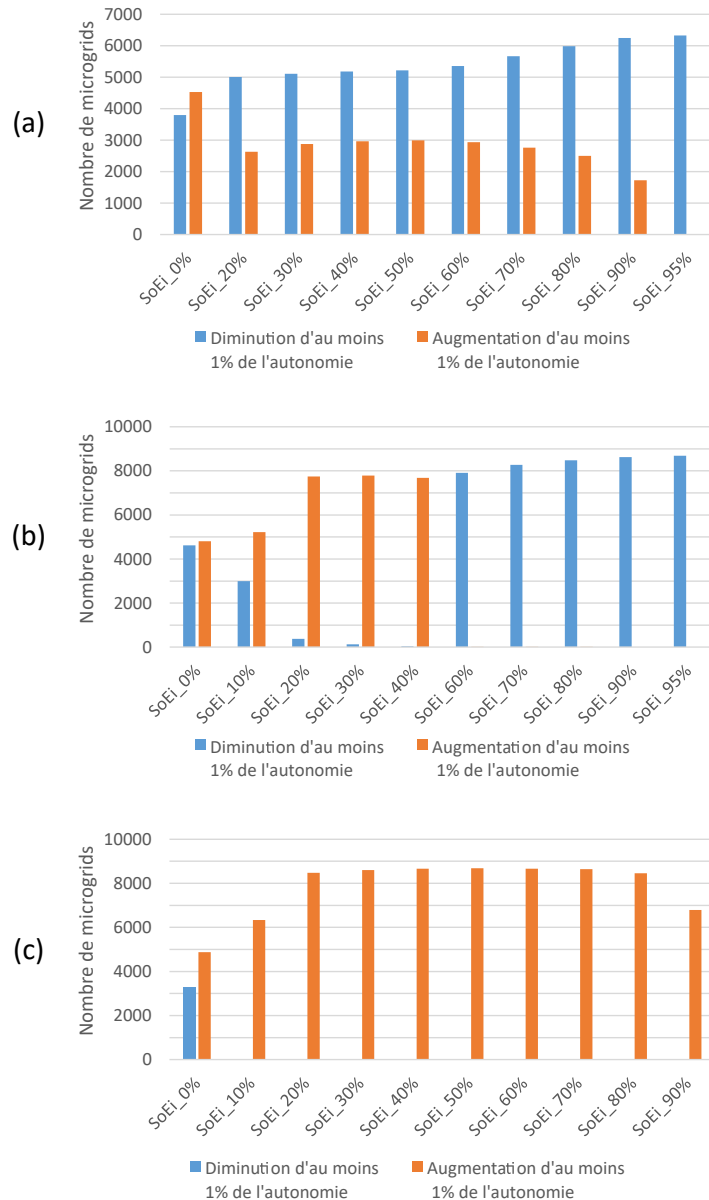 (a)
Nombre de microgrids
7000
6000
5000
4000
3000
2000
1000
0
SoEi_0%
SoEi_20%
SoEi_30%
SoEi_40%
SoEi_50%
SoEi_60%
SoEi_70%
SoEi_80%
SoEi_90%
SoEi_95%
Diminution d'au moins
1% de l'autonomie
Augmentation d'au moins
1% de l'autonomie
(b)
Nombre de microgrids
10000
8000
6000
4000
2000
0
SoEi_0%
SoEi_10%
SoEi_20%
SoEi_30%
SoEi_40%
SoEi_60%
SoEi_70%
SoEi_80%
SoEi_90%
SoEi_95%
Diminution d'au moins
1% de l'autonomie
Augmentation d'au moins
1% de l'autonomie
(c)
Nombre de microgrids
10000
8000
6000
4000
2000
0
SoEi_0%
SoEi_10%
SoEi_20%
SoEi_30%
SoEi_40%
SoEi_50%
SoEi_60%
SoEi_70%
SoEi_80%
SoEi_90%
Diminution d'au moins
1% de l'autonomie
Augmentation d'au moins
1% de l'autonomie